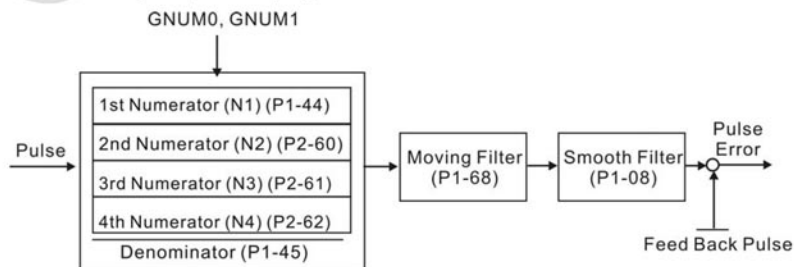 GNUM0, GNUM1
1st Numerator (N1) (P1-44)
2nd Numerator (N2) (P2-60)
3rd Numerator (N3) (P2-61)
4th Numerator (N4) (P2-62)
Denominator (P1-45)
Pulse
Moving Filter
(P1-68)
Smooth Filter
(P1-08)
Pulse
Error
Feed Back Pulse